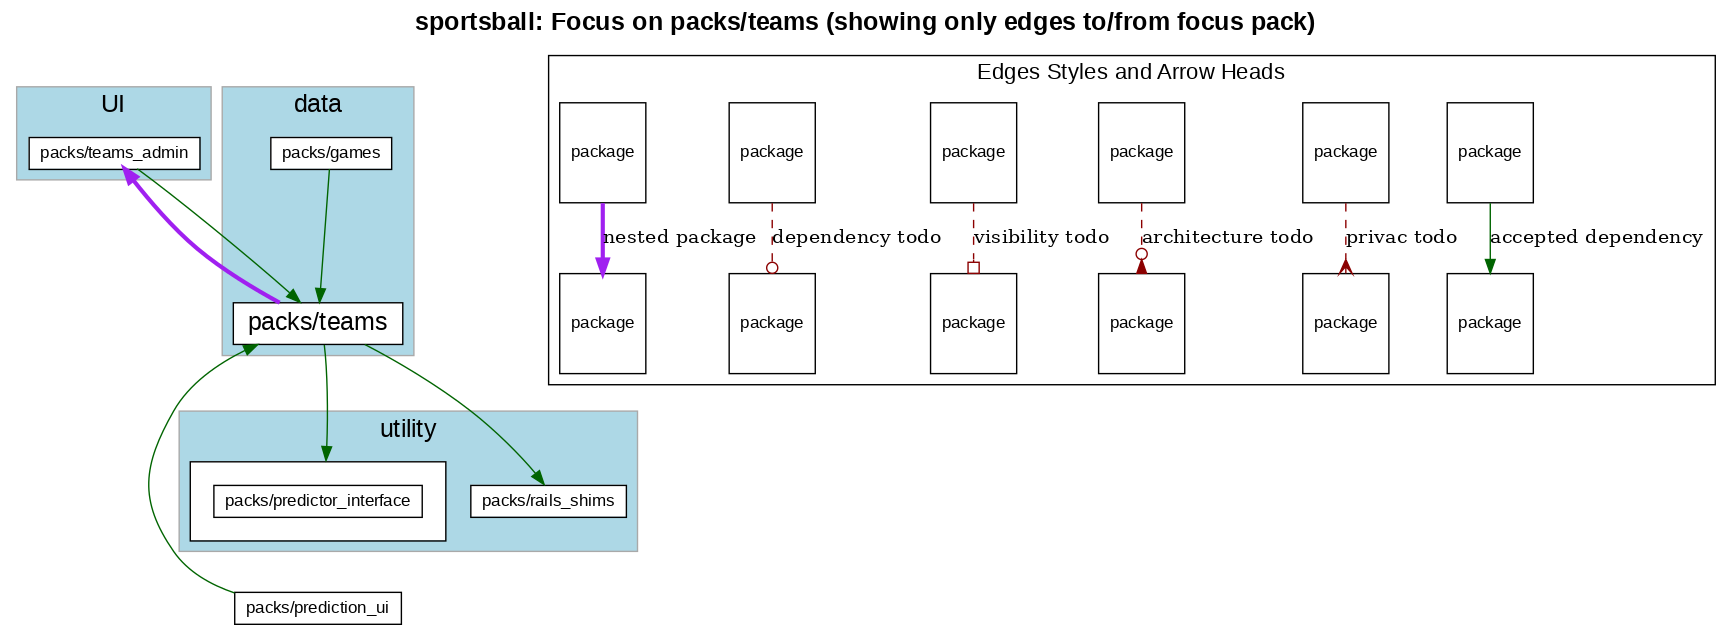 sportsball: Focus on packs/teams (showing only edges to/from focus pack)
UI
packs/teams_admin
data
packs/games
packs/teams
utility
packs/predictor_interface
packs/rails_shims
packs/prediction_ui
Edges Styles and Arrow Heads
package
package
package
package
package
package
nested package
dependency todo
visibility todo
architecture todo
privac todo
accepted dependency
package
package
package
package
package
package